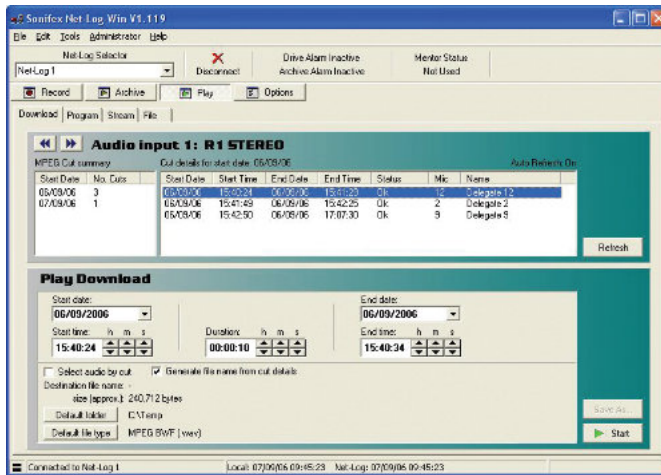 Sonifex Net-Log Win V1.119
File Edit Tools Administrator Help
Net-Log Selector
Net-Log 1
Disconnect
Drive Alarm Inactive
Archive Alarm Inactive
Mentor Status
Not Used
Record Archive Play Options
Download Program Stream File
Audio input 1: R1 STEREO
MPEG Cut summary
Cut details for start date: 06/09/06
Auto Refresh: On
Start Date No. Cuts
06/09/06 3
07/09/06 1
Start Date Start Time End Date End Time Status Mic Name
06/09/06 15:40:24 06/09/06 15:41:23 Ok 12 Delegate 12
06/09/06 15:41:49 06/09/06 15:42:25 Ok 2 Delegate 2
06/09/06 15:42:50 06/09/06 17:07:30 Ok 9 Delegate 9
Refresh
Play Download
Start date:
06/09/2006
End date:
06/09/2006
Start time: h m s
15:40:24
Duration: h m s
00:00:10
End time: h m s
15:40:34
Select audio by cut
Generate file name from cut details
Destination file name: -
size (approx.): 240,712 bytes
Default folder C:\Temp
Default file type MPEG BWF (.wav)
Save As...
Start
Connected to Net-Log 1
Local: 07/09/06 09:45:23 Net-Log: 07/09/06 09:45:23